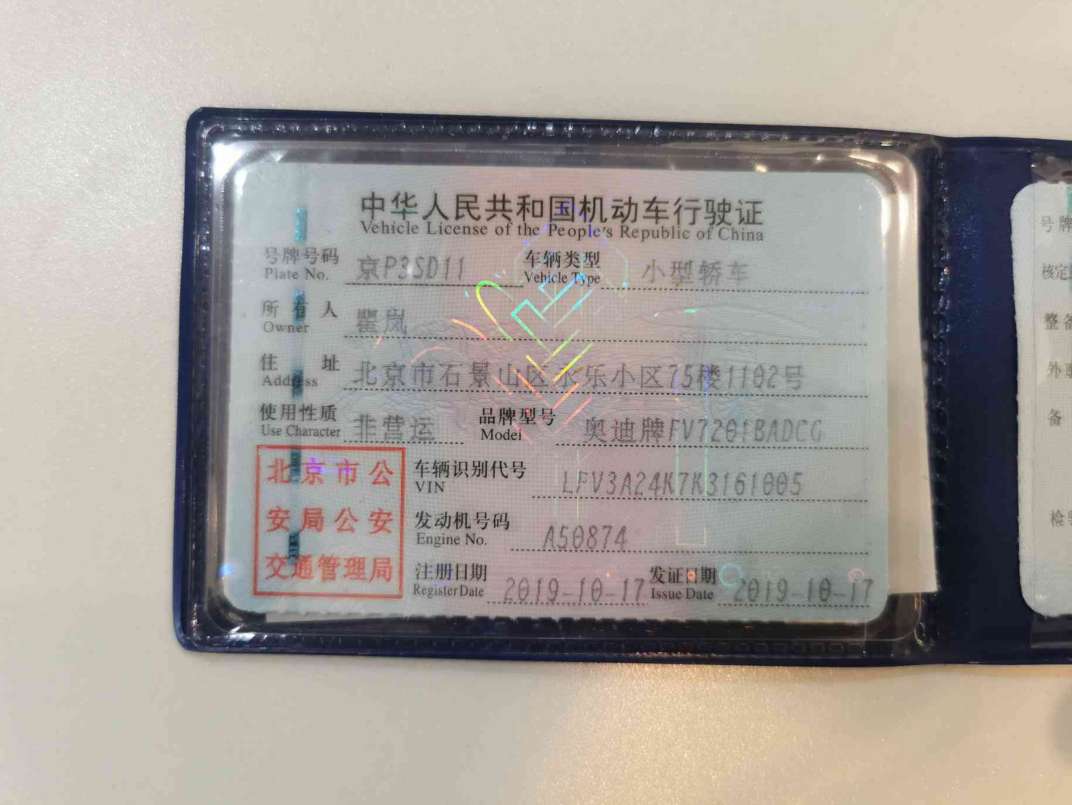 中华人民共和国机动车行驶证
Vehicle License of the People's Republic of China
号牌号码 京P3SD11 车辆类型 小型轿车
Plate No. Vehicle Type
所有人 瞿岚
Owner
住址 北京市石景山区永乐小区75楼1102号
Address
使用性质 非营运 品牌型号 奥迪牌FV7201BADCG
Use Character Model
北京市公
安局公安
交通管理局
车辆识别代号 LFV3A24K7K3161005
VIN
发动机号码 A50874
Engine No.
注册日期 2019-10-17 发证日期 2019-10-17
Register Date Issue Date
号牌
核定
整备
外
备
检验